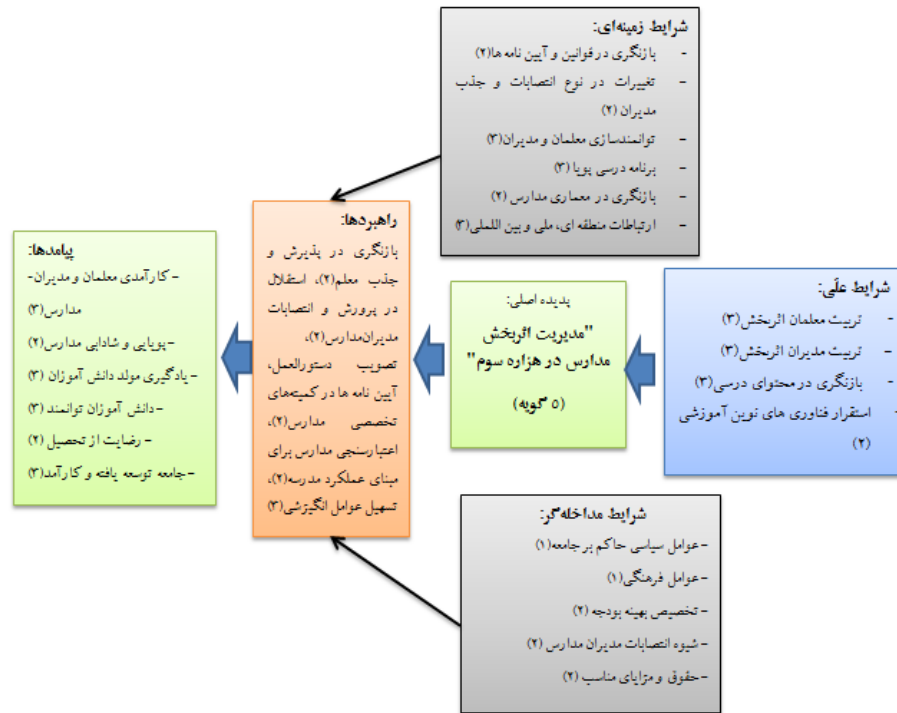 شرایط زمینه‌ای:
- بازنگری در قوانین و آیین نامه ها(۲)
- تغییرات در نوع انتصابات و جذب
مدیران (۲)
- توانمندسازی معلمان و مدیران(۳)
- برنامه درسی پویا (۳)
- بازنگری در معماری مدارس (۲)
- ارتباطات منطقه ای، ملی و بین اللملی(۳)
شرایط علّی:
- تربیت معلمان اثربخش(۳)
- تربیت مدیران اثربخش (۳)
- بازنگری در محتوای درسی(۳)
- استقرار فناوری های نوین آموزشی
(۲)
پدیده اصلی:
"مدیریت اثربخش
مدارس در هزاره سوم"
(۵ گویه)
راهبردها:
بازنگری در پذیرش و
جذب معلم(۲)، استقلال
در پرورش و انتصابات
مدیران‌مدارس(۲)،
تصویب دستورالعمل،
آیین نامه ها در کمیته‌های
تخصصی مدارس(۲)،
اعتبارسنجی مدارس برای
مبنای عملکرد مدرسه(۲)،
تسهیل عوامل انگیزشی(۳)
پیامدها:
- کارآمدی معلمان و مدیران-
مدارس(۳)
-پویایی و شادابی مدارس(۲)
-یادگیری مولد دانش آموزان (۳)
-دانش آموزان توانمند (۳)
-رضایت از تحصیل (۲)
-جامعه توسعه یافته و کارآمد(۳)
شرایط مداخله‌گر:
-عوامل سیاسی حاکم بر جامعه(۱)
-عوامل فرهنگی(۱)
-تخصیص بهینه بودجه (۲)
-شیوه انتصابات مدیران مدارس (۲)
-حقوق و مزایای مناسب (۲)